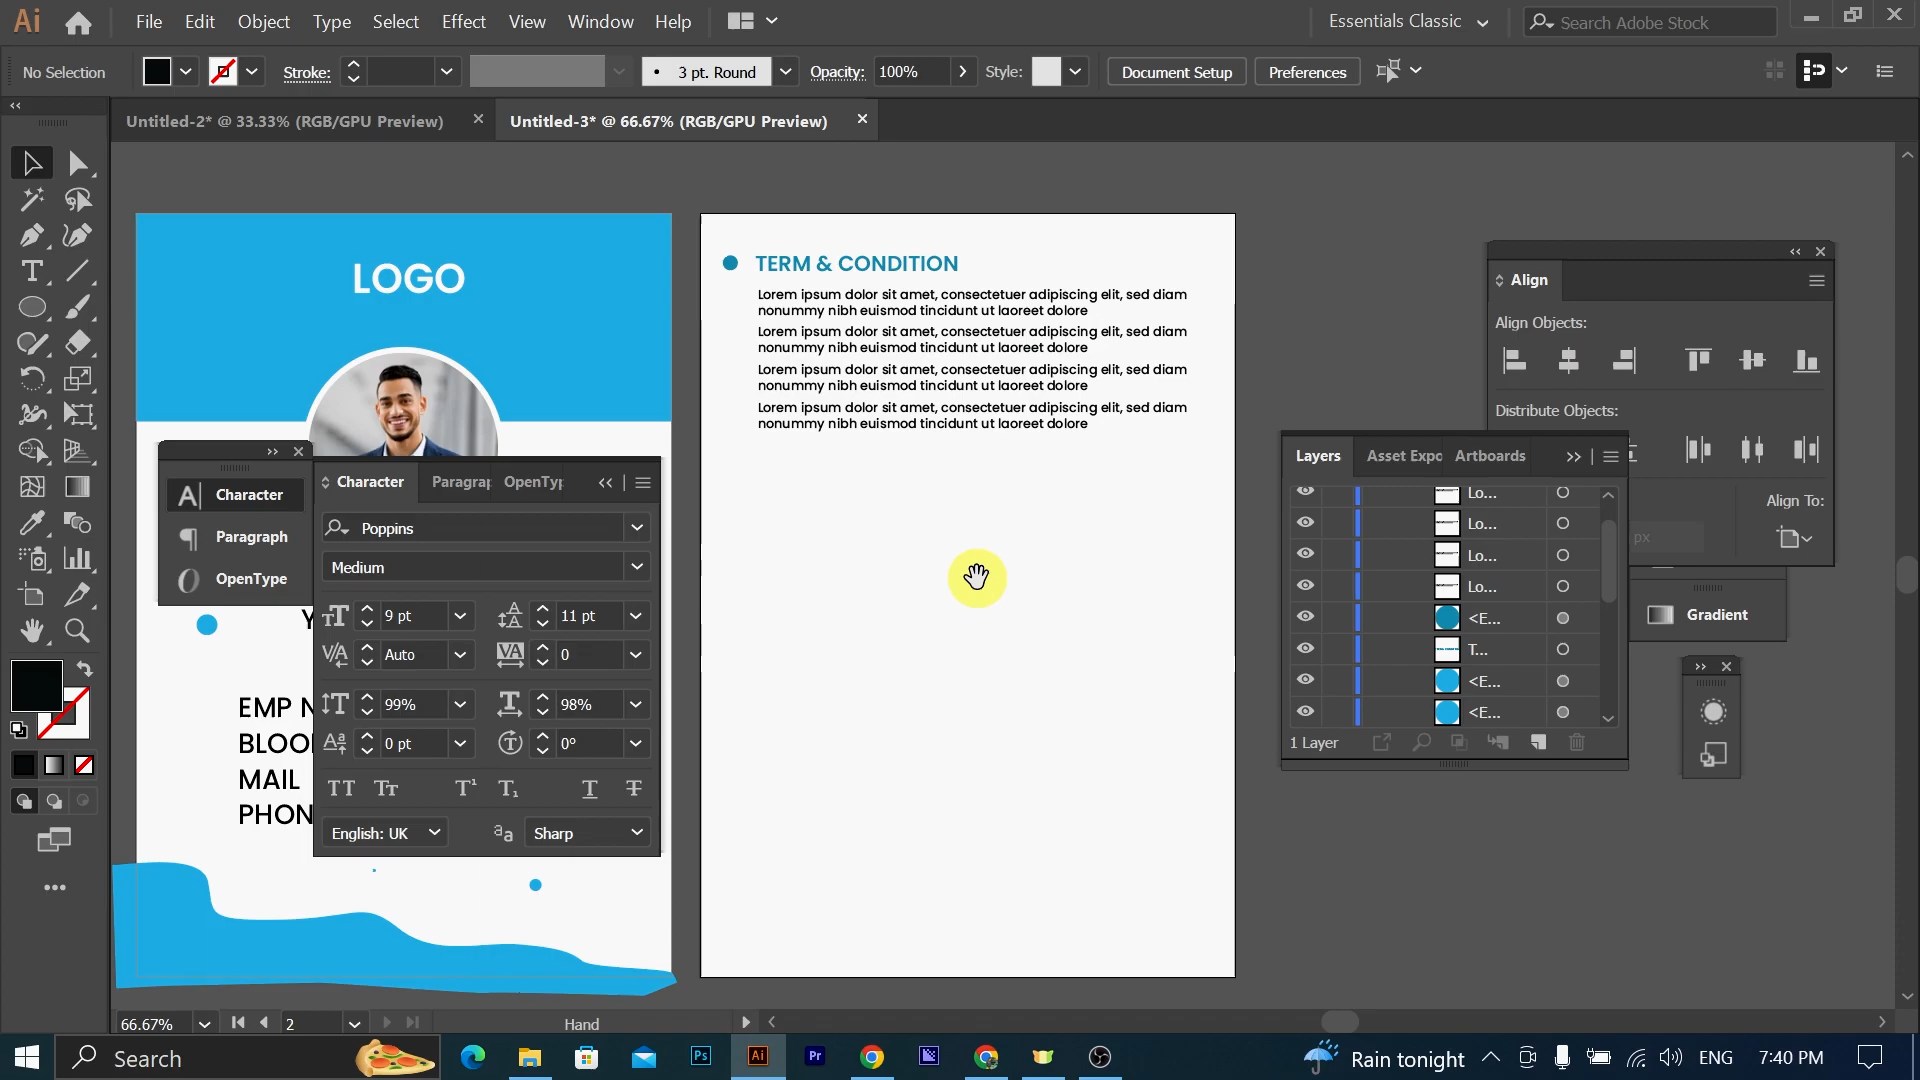 Ai
File Edit Object Type Select Effect View Window Help
Essentials Classic
Search Adobe Stock
No Selection
Stroke:
3 pt. Round
Opacity: 100%
Style:
Document Setup
Preferences
Untitled-2* @ 33.33% (RGB/GPU Preview)
Untitled-3* @ 66.67% (RGB/GPU Preview)
LOGO
EMP N
BLOO
MAIL
PHON
Y
Character
Paragraph
OpenType
Character Paragra OpenTy
Poppins
Medium
9 pt 11 pt
Auto 0
99% 98%
0 pt 0°
English: UK
Sharp
TERM & CONDITION
Lorem ipsum dolor sit amet, consectetuer adipiscing elit, sed diam
nonummy nibh euismod tincidunt ut laoreet dolore
Lorem ipsum dolor sit amet, consectetuer adipiscing elit, sed diam
nonummy nibh euismod tincidunt ut laoreet dolore
Lorem ipsum dolor sit amet, consectetuer adipiscing elit, sed diam
nonummy nibh euismod tincidunt ut laoreet dolore
Lorem ipsum dolor sit amet, consectetuer adipiscing elit, sed diam
nonummy nibh euismod tincidunt ut laoreet dolore
Align
Align Objects:
Distribute Objects:
Align To:
px
Layers Asset Expo Artboards
Lo...
Lo...
Lo...
Lo...
<E...
T...
<E...
<E...
1 Layer
Gradient
66.67%
2
Hand
Search
Ps
Ai
Pr
Rain tonight
ENG
7:40 PM